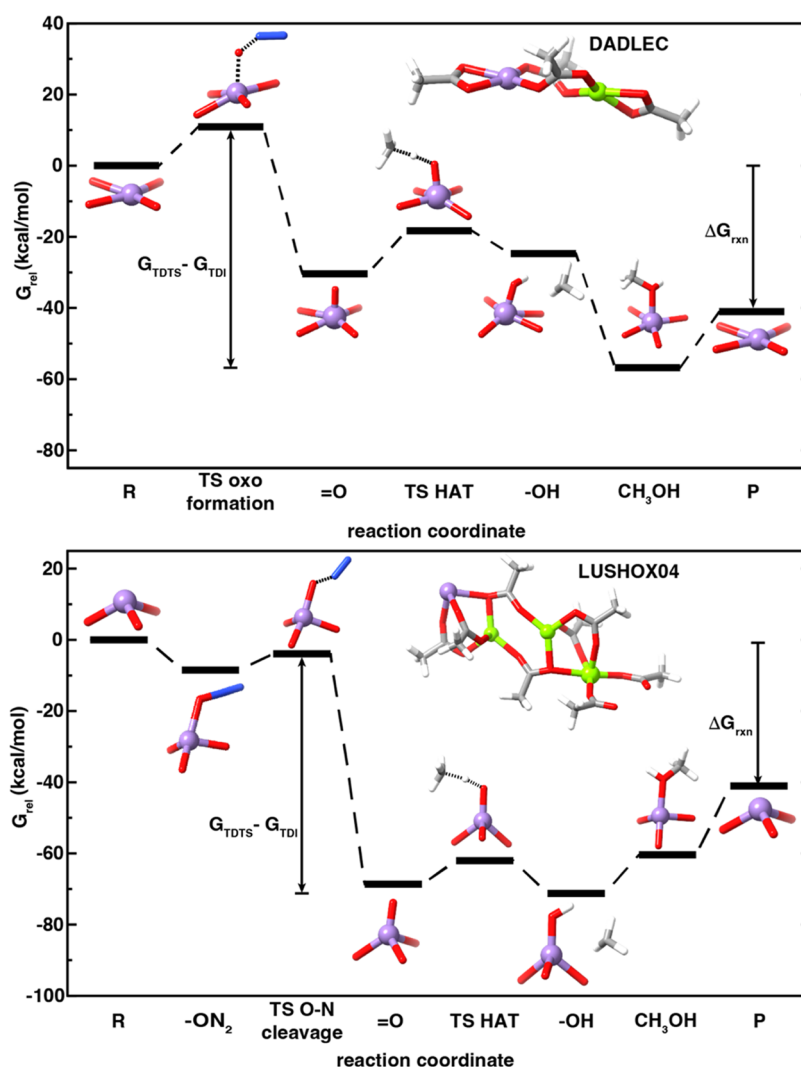 40
20
0
-20
-40
-60
-80
G_rel (kcal/mol)
DADLEC
G_TDTS- G_TDI
ΔG_rxn
R
TS oxo
formation
=O
TS HAT
-OH
CH₃OH
P
reaction coordinate
20
0
-20
-40
-60
-80
-100
G_rel (kcal/mol)
LUSHOX04
G_TDTS- G_TDI
ΔG_rxn
R
-ON₂
TS O-N
cleavage
=O
TS HAT
-OH
CH₃OH
P
reaction coordinate